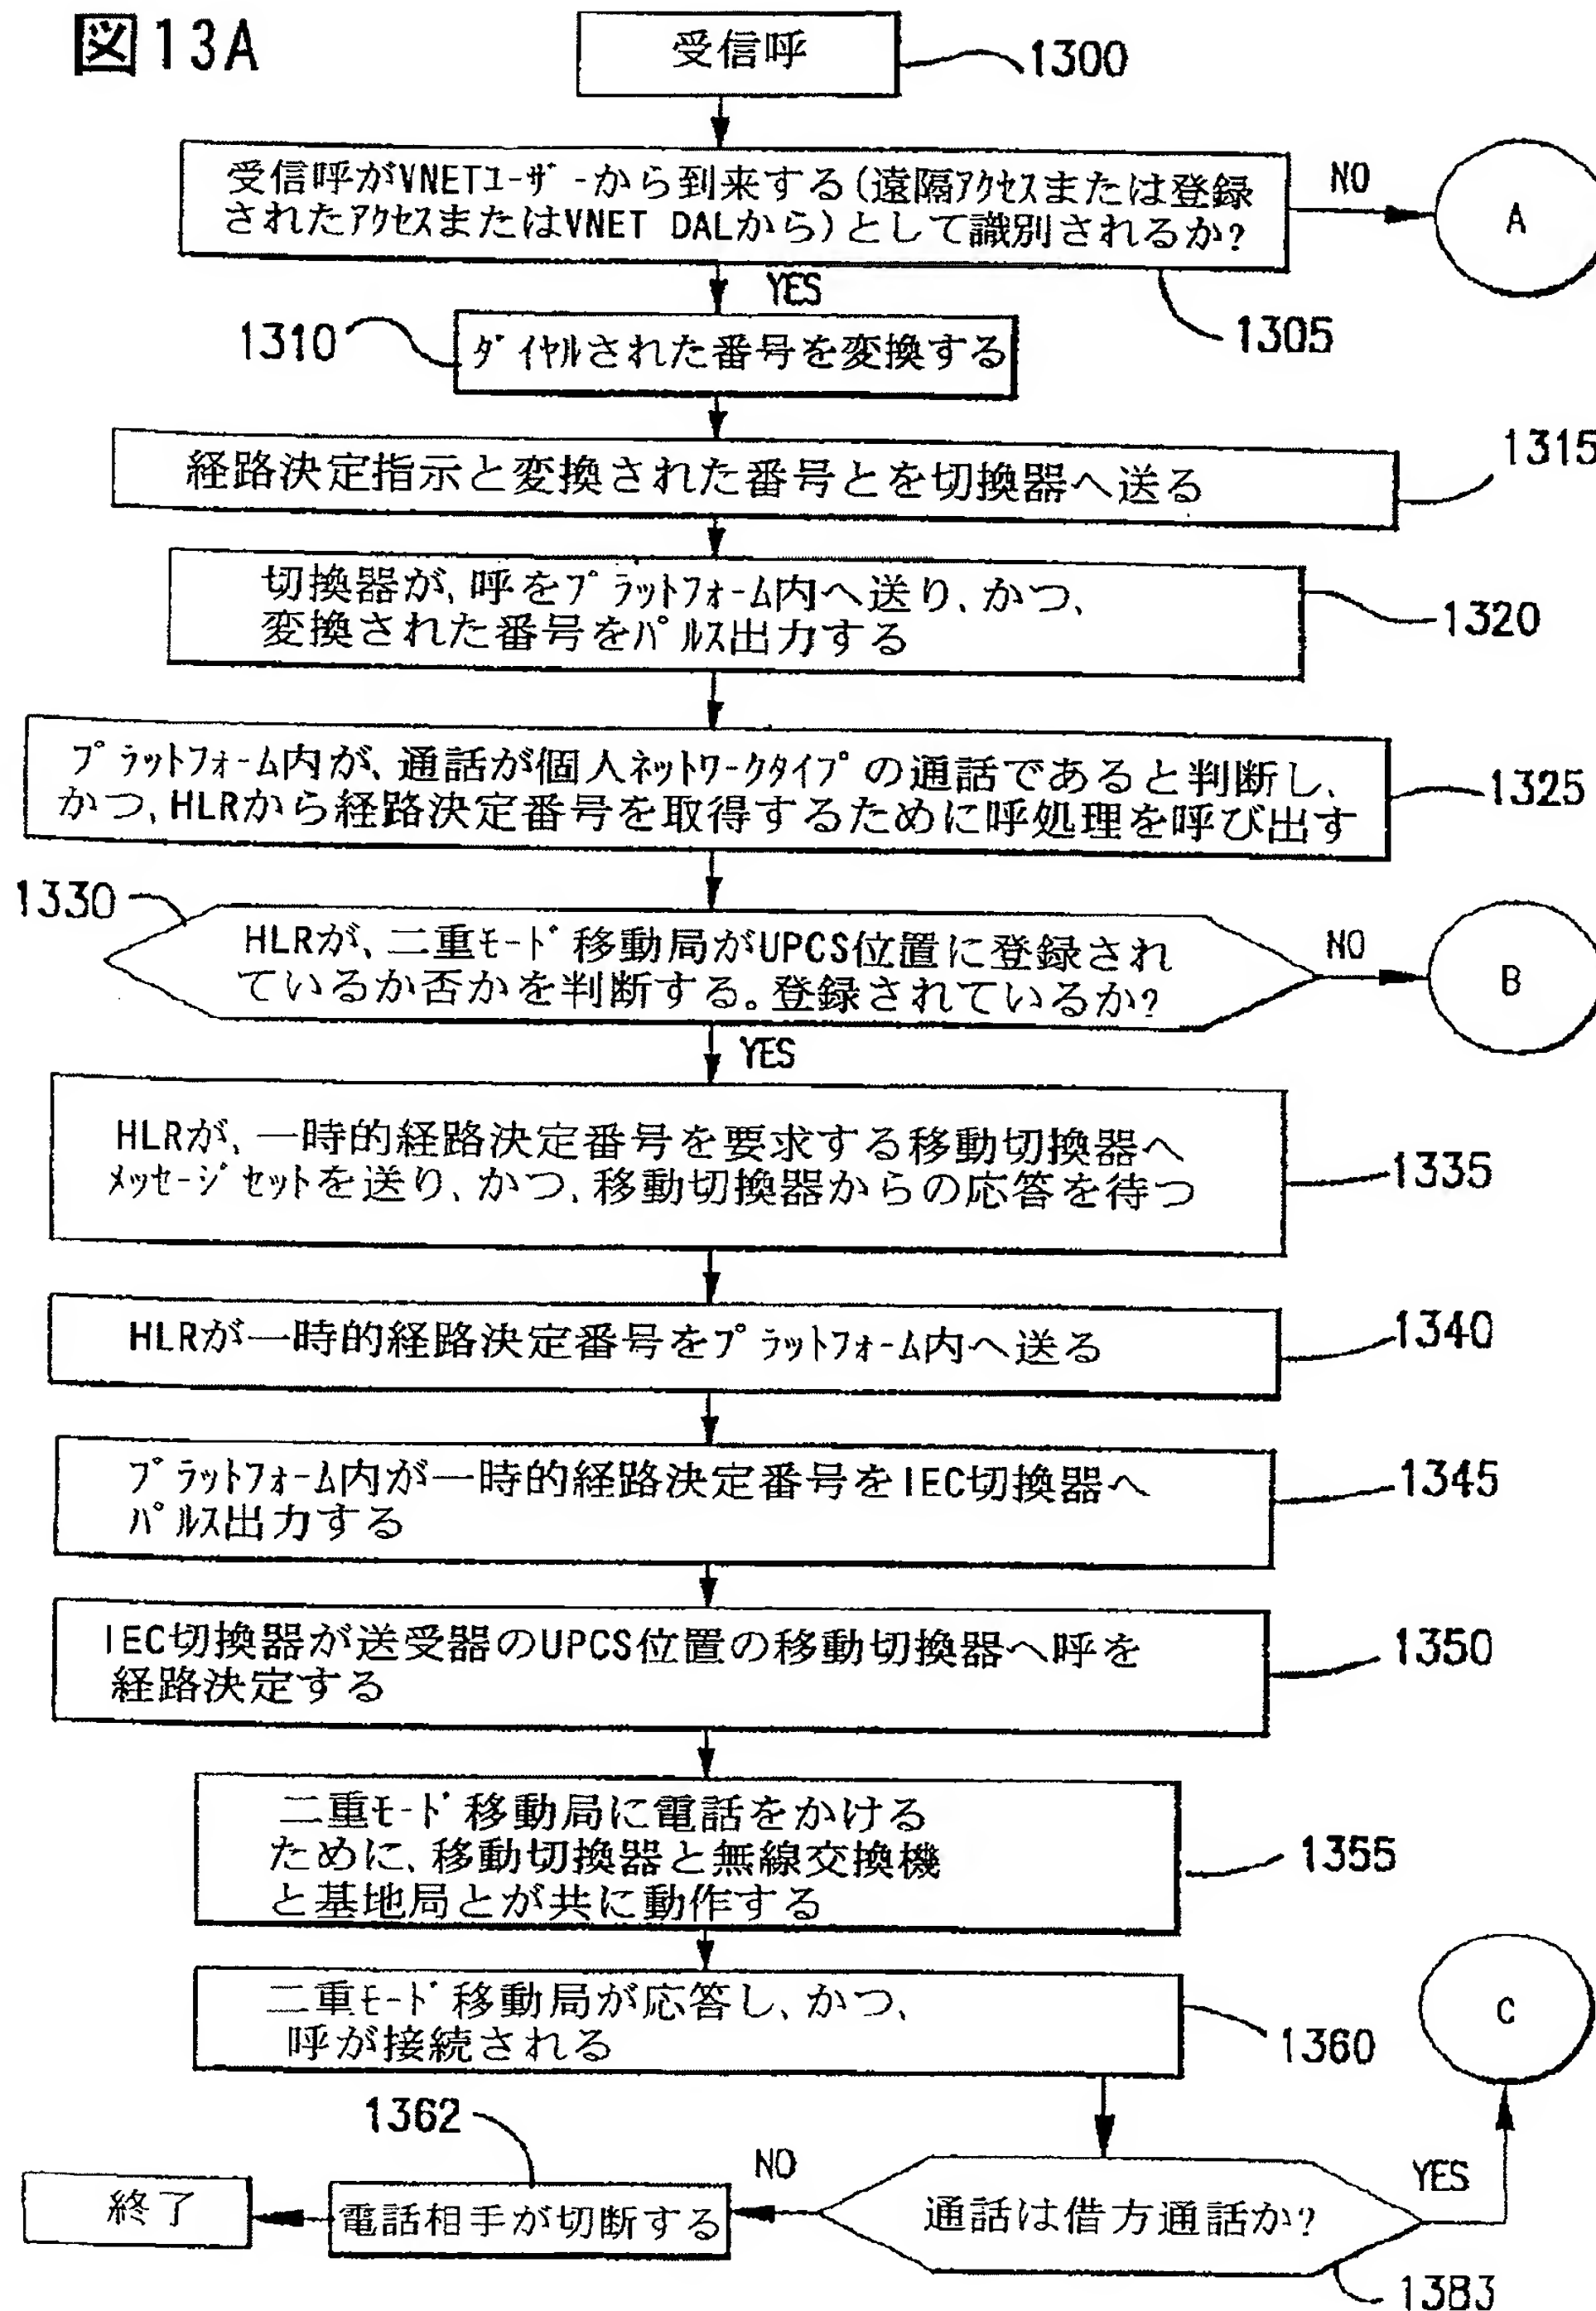 図13A
受信呼
1300
受信呼がVNETユーザーから到来する(遠隔アクセスまたは登録
されたアクセスまたはVNET DALから)として識別されるか?
NO
A
YES
1305
1310
ダイヤルされた番号を変換する
経路決定指示と変換された番号とを切換器へ送る
1315
切換器が、呼をプラットフォーム内へ送り、かつ、
変換された番号をパルス出力する
1320
プラットフォーム内が、通話が個人ネットワークタイプの通話であると判断し、
かつ、HLRから経路決定番号を取得するために呼処理を呼び出す
1325
1330
HLRが、二重モード移動局がUPCS位置に登録され
ているか否かを判断する。登録されているか?
NO
B
YES
HLRが、一時的経路決定番号を要求する移動切換器へ
メッセージセットを送り、かつ、移動切換器からの応答を待つ
1335
HLRが一時的経路決定番号をプラットフォーム内へ送る
1340
プラットフォーム内が一時的経路決定番号をIEC切換器へ
パルス出力する
1345
IEC切換器が送受器のUPCS位置の移動切換器へ呼を
経路決定する
1350
二重モード移動局に電話をかける
ために、移動切換器と無線交換機
と基地局とが共に動作する
1355
二重モード移動局が応答し、かつ、
呼が接続される
1360
C
1362
終了
電話相手が切断する
NO
通話は借方通話か?
YES
1383